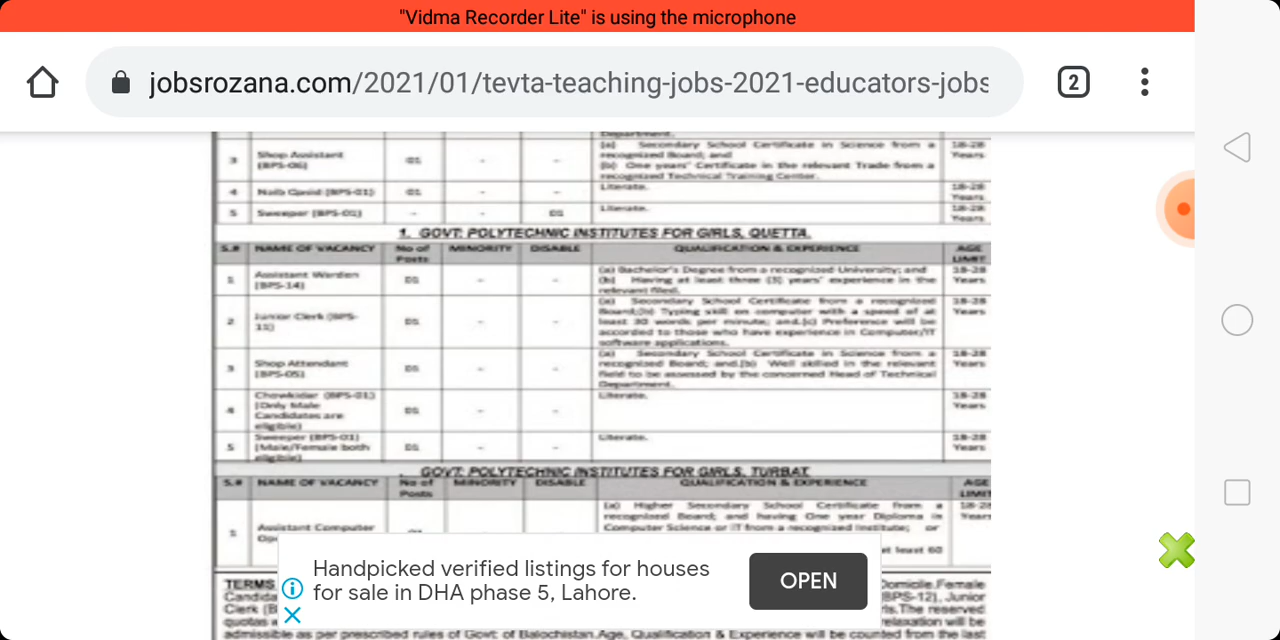 "Vidma Recorder Lite" is using the microphone
jobsrozana.com/2021/01/tevta-teaching-jobs-2021-educators-jobs
2
Department.
3 Shop Assistant (BPS-06) 01 - - (a) Secondary School Certificate in Science from a recognized Board; and 18-28 Years
(b) One years' Certificate in the relevant Trade from a recognized Technical Training Center.
4 Naib Qasid (BPS-01) 01 - - Literate. 18-28 Years
5 Sweeper (BPS-01) - - 01 Literate. 18-28 Years
1. GOVT: POLYTECHNIC INSTITUTES FOR GIRLS, QUETTA.
S.# NAME OF VACANCY No of Posts MINORITY DISABLE QUALIFICATION & EXPERIENCE AGE LIMIT
1 Assistant Warden (BPS-14) 01 - - (a) Bachelor's Degree from a recognized University; and 18-28 Years
(b) Having at least three (3) years' experience in the relevant filed.
2 Junior Clerk (BPS-11) 01 - - (a) Secondary School Certificate from a recognized 18-28 Years
Board;(b) Typing skill on computer with a speed of at
least 30 words per minute; and.(c) Preference will be
accorded to those who have experience in Computer/IT
software applications.
3 Shop Attendant (BPS-05) 01 - - (a) Secondary School Certificate in Science from a 18-28 Years
recognized Board; and.(b) Well skilled in the relevant
field to be assessed by the concerned Head of Technical
Department.
4 Chowkidar (BPS-01) (Only Male Candidates are eligible) 01 - - Literate. 18-28 Years
5 Sweeper (BPS-01) (Male/Female both eligible) 01 - - Literate. 18-28 Years
GOVT: POLYTECHNIC INSTITUTES FOR GIRLS, TURBAT
S.# NAME OF VACANCY No of Posts MINORITY DISABLE QUALIFICATION & EXPERIENCE AGE LIMIT
1 Assistant Computer (a) Higher Secondary School Certificate from a 18-28 Years
recognized Board; and having One year Diploma in
Computer Science or IT from a recognized Institute; or
at least 60
Handpicked verified listings for houses
for sale in DHA phase 5, Lahore.
OPEN
TERMS Domicile.Female
Candida (BPS-12), Junior
Clerk (B rls.The reserved
quotas a relaxation will be
admissible as per prescribed rules of Govt: of Balochistan.Age, Qualification & Experience will be counted from the last